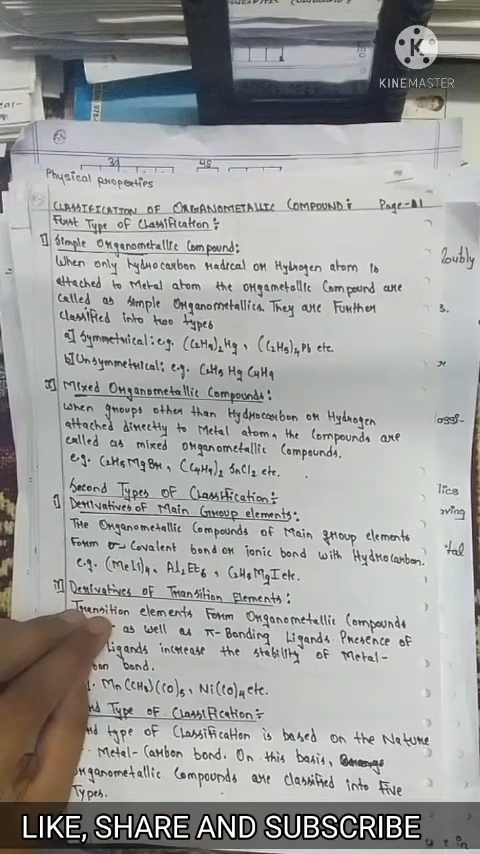 K
KINEMASTER
3d 4s
Physical properties
CLASSIFICATION OF ORGANOMETALLIC COMPOUND:- Page-01
First Type of Classification:-
I] Simple Organometallic Compound:
When only hydrocarbon radical or Hydrogen atom is
attached to Metal atom the orgametallic Compound are
called as simple Organometallics. They are Further
classified into two types
a] Symmetrical: e.g. (C2H5)2Hg, (C2H5)4Pb etc.
b] Unsymmetrical: e.g. C2H5 Hg C4H9
II] Mixed Organometallic Compounds:
When groups other than Hydrocarbon or Hydrogen
attached directly to Metal atom, the Compounds are
called as mixed organometallic compounds.
e.g. C2H5MgBr, (C4H9)2 SnCl2 etc.
Second Types of Classification:-
i] Derivatives of Main Group elements:
The Organometallic Compounds of Main group elements
Form Covalent bond or ionic bond with Hydrocarbon.
e.g. (MeLi)4, Al2Et6, C2H5MgI etc.
ii] Derivatives of Transition Elements:
Transition elements Form Organometallic Compounds
as well as π-Bonding Ligands Presence of
Ligands increase the stability of Metal-
bon bond.
Mn(CH3)(CO)5, Ni(CO)4 etc.
Type of Classification:-
type of Classification is based on the Nature
Metal-Carbon bond. On this basis,
organometallic Compounds are classified into Five
Types.
LIKE, SHARE AND SUBSCRIBE